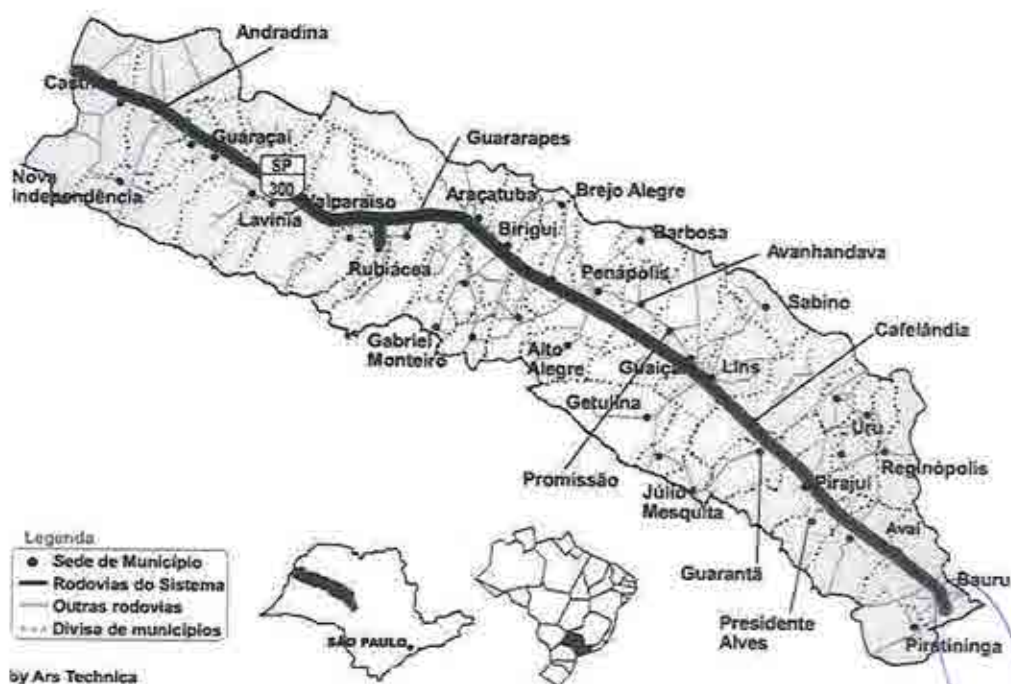 Andradina
Castilho
Guaraçaí
Guararapes
SP
300
Nova
Independência
Valparaíso
Lavínia
Araçatuba
Brejo Alegre
Birigui
Barbosa
Rubiácea
Penápolis
Avanhandava
Sabino
Gabriel
Monteiro
Alto
Alegre
Cafelândia
Guaiçara
Lins
Getulina
Uru
Promissão
Reginópolis
Júlio
Mesquita
Pirajuí
Avaí
Guarantã
Bauru
Presidente
Alves
Piratininga
Legenda
Sede de Município
Rodovias do Sistema
Outras rodovias
Divisa de municípios
SÃO PAULO
by Ars Technica